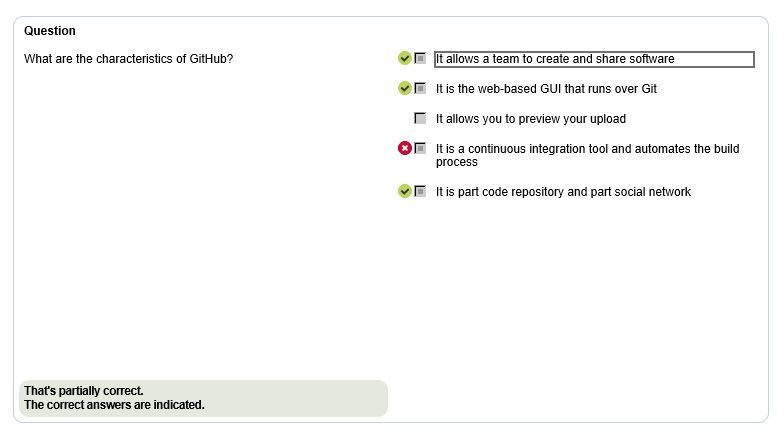 Question
What are the characteristics of GitHub?
It allows a team to create and share software
It is the web-based GUI that runs over Git
It allows you to preview your upload
It is a continuous integration tool and automates the build
process
It is part code repository and part social network
That's partially correct.
The correct answers are indicated.